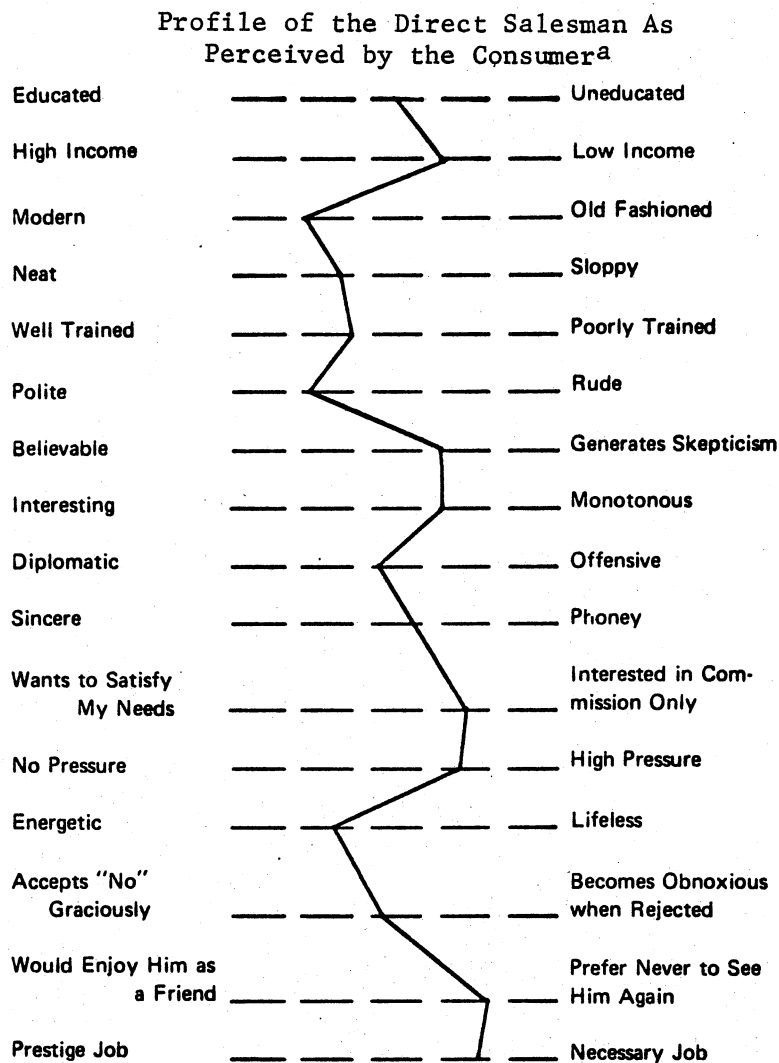 Profile of the Direct Salesman As
Perceived by the Consumerᵃ
Educated Uneducated
High Income Low Income
Modern Old Fashioned
Neat Sloppy
Well Trained Poorly Trained
Polite Rude
Believable Generates Skepticism
Interesting Monotonous
Diplomatic Offensive
Sincere Phoney
Wants to Satisfy Interested in Com-
My Needs mission Only
No Pressure High Pressure
Energetic Lifeless
Accepts "No" Becomes Obnoxious
Graciously when Rejected
Would Enjoy Him as Prefer Never to See
a Friend Him Again
Prestige Job Necessary Job